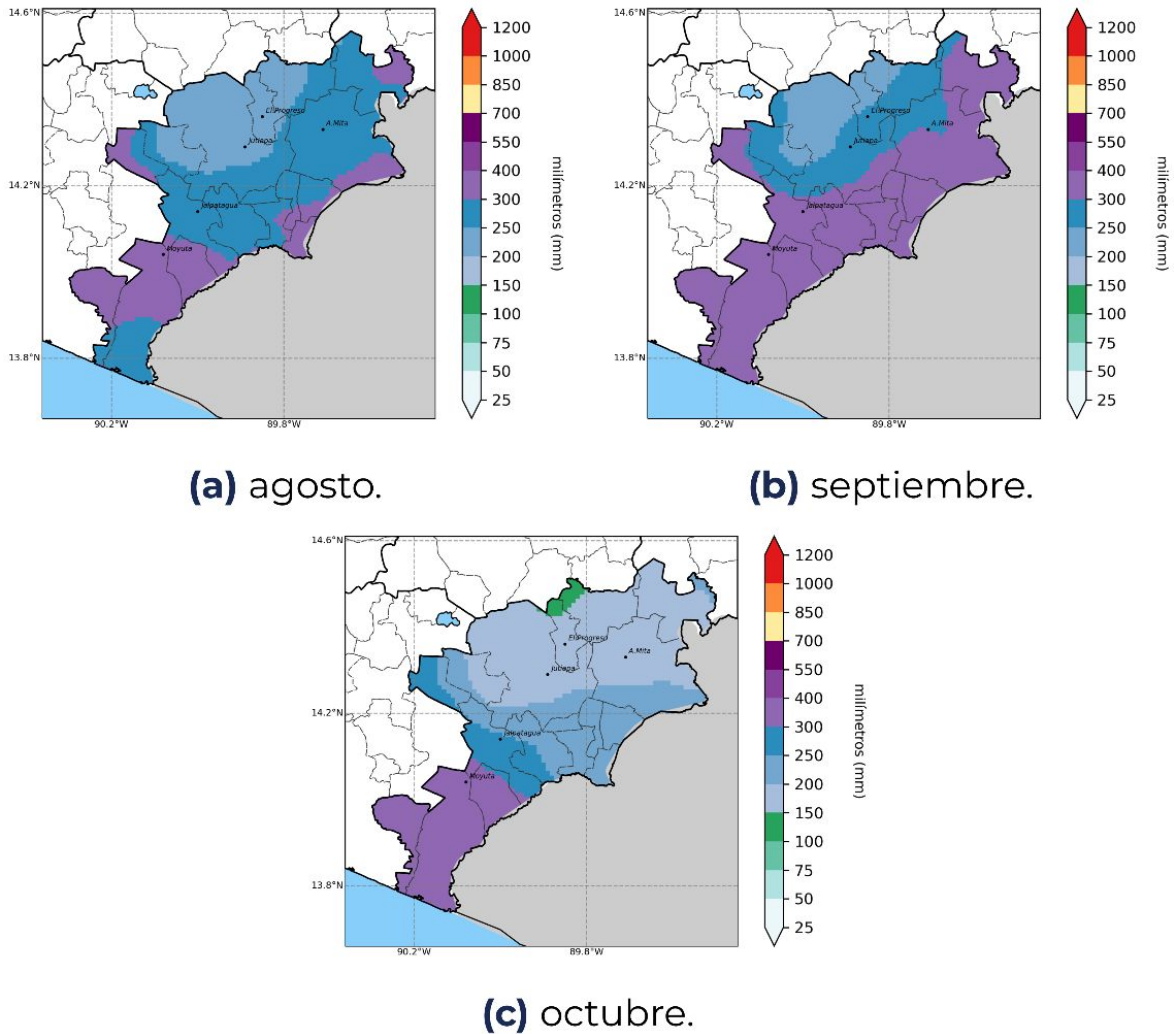 14.6°N
14.2°N
13.8°N
90.2°W
89.8°W
El Progreso
A.Mita
Jutiapa
Jalpatagua
Moyuta
1200
1000
850
700
550
400
300
250
200
150
100
75
50
25
milímetros (mm)
(a) agosto.
14.6°N
14.2°N
13.8°N
90.2°W
89.8°W
El Progreso
A.Mita
Jutiapa
Jalpatagua
Moyuta
1200
1000
850
700
550
400
300
250
200
150
100
75
50
25
milímetros (mm)
(b) septiembre.
14.6°N
14.2°N
13.8°N
90.2°W
89.8°W
El Progreso
A.Mita
Jutiapa
Jalpatagua
Moyuta
1200
1000
850
700
550
400
300
250
200
150
100
75
50
25
milímetros (mm)
(c) octubre.